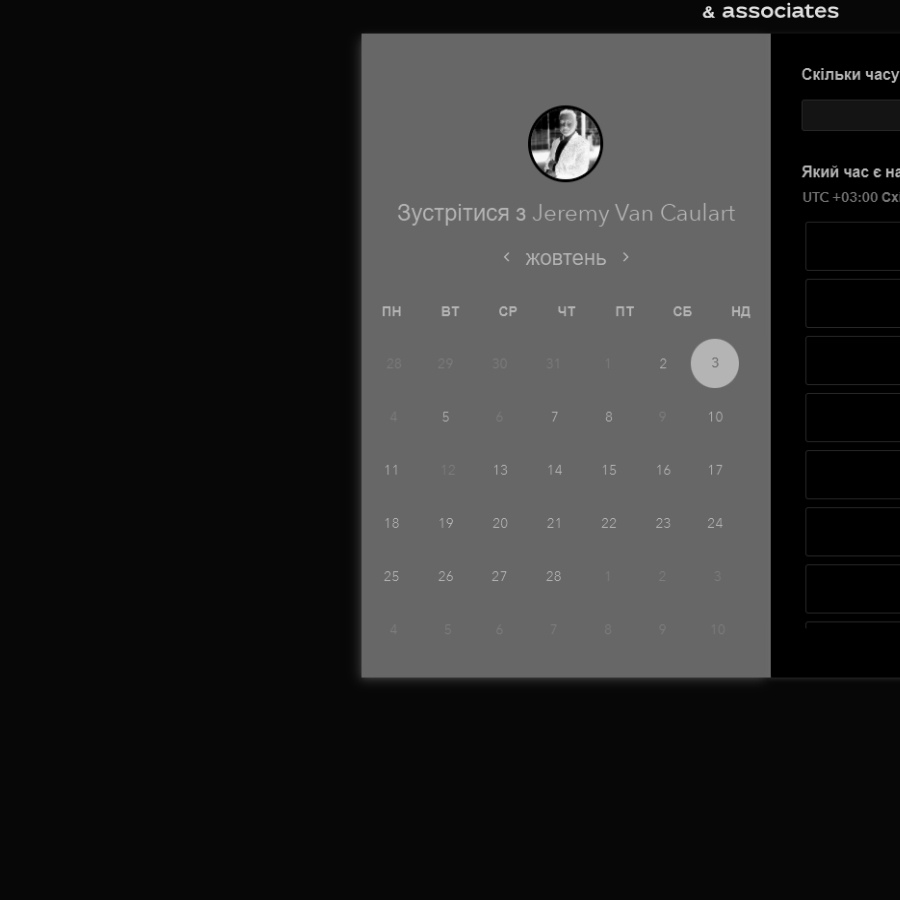 & associates
Зустрітися з Jeremy Van Caulart
‹ жовтень ›
ПН ВТ СР ЧТ ПТ СБ НД
28 29 30 31 1 2 3
4 5 6 7 8 9 10
11 12 13 14 15 16 17
18 19 20 21 22 23 24
25 26 27 28 1 2 3
4 5 6 7 8 9 10
Скільки часу
Який час є
UTC +03:00